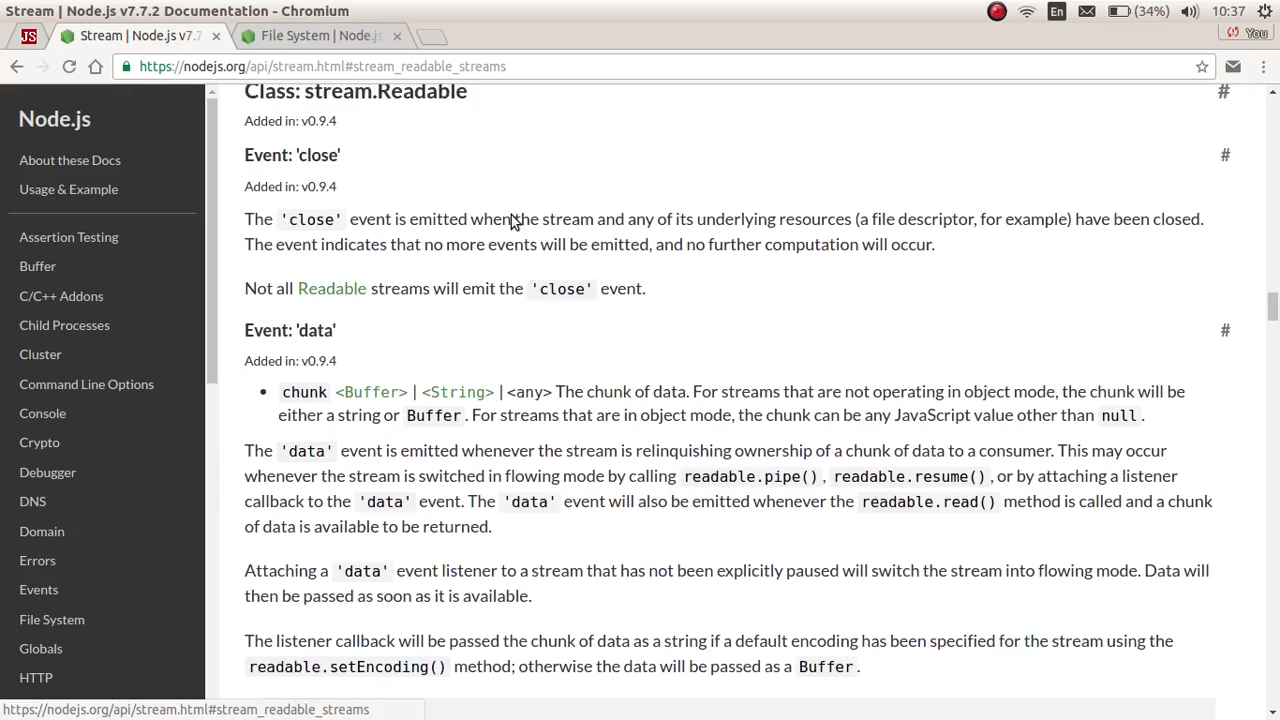 Stream | Node.js v7.7.2 Documentation - Chromium
En
(34%)
10:37
JS
Stream | Node.js v7.7
File System | Node.js
You
https://nodejs.org/api/stream.html#stream_readable_streams
Node.js
About these Docs
Usage & Example
Assertion Testing
Buffer
C/C++ Addons
Child Processes
Cluster
Command Line Options
Console
Crypto
Debugger
DNS
Domain
Errors
Events
File System
Globals
HTTP
Class: stream.Readable #
Added in: v0.9.4
Event: 'close' #
Added in: v0.9.4
The 'close' event is emitted when the stream and any of its underlying resources (a file descriptor, for example) have been closed.
The event indicates that no more events will be emitted, and no further computation will occur.
Not all Readable streams will emit the 'close' event.
Event: 'data' #
Added in: v0.9.4
• chunk <Buffer> | <String> | <any> The chunk of data. For streams that are not operating in object mode, the chunk will be
either a string or Buffer. For streams that are in object mode, the chunk can be any JavaScript value other than null.
The 'data' event is emitted whenever the stream is relinquishing ownership of a chunk of data to a consumer. This may occur
whenever the stream is switched in flowing mode by calling readable.pipe(), readable.resume(), or by attaching a listener
callback to the 'data' event. The 'data' event will also be emitted whenever the readable.read() method is called and a chunk
of data is available to be returned.
Attaching a 'data' event listener to a stream that has not been explicitly paused will switch the stream into flowing mode. Data will
then be passed as soon as it is available.
The listener callback will be passed the chunk of data as a string if a default encoding has been specified for the stream using the
readable.setEncoding() method; otherwise the data will be passed as a Buffer.
https://nodejs.org/api/stream.html#stream_readable_streams